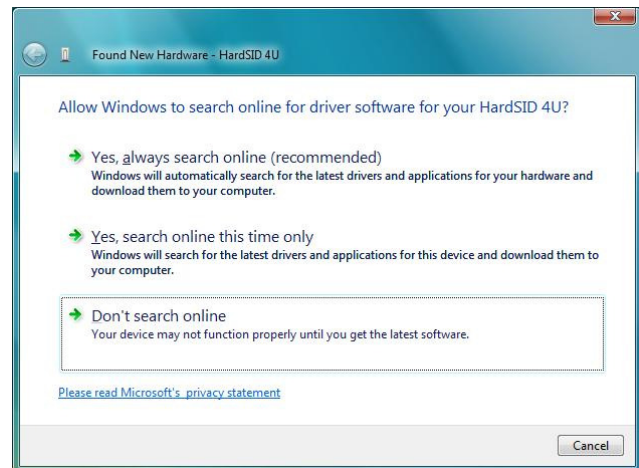 Found New Hardware - HardSID 4U
Allow Windows to search online for driver software for your HardSID 4U?
Yes, always search online (recommended)
Windows will automatically search for the latest drivers and applications for your hardware and
download them to your computer.
Yes, search online this time only
Windows will search for the latest drivers and applications for this device and download them to
your computer.
Don't search online
Your device may not function properly until you get the latest software.
Please read Microsoft's privacy statement
Cancel